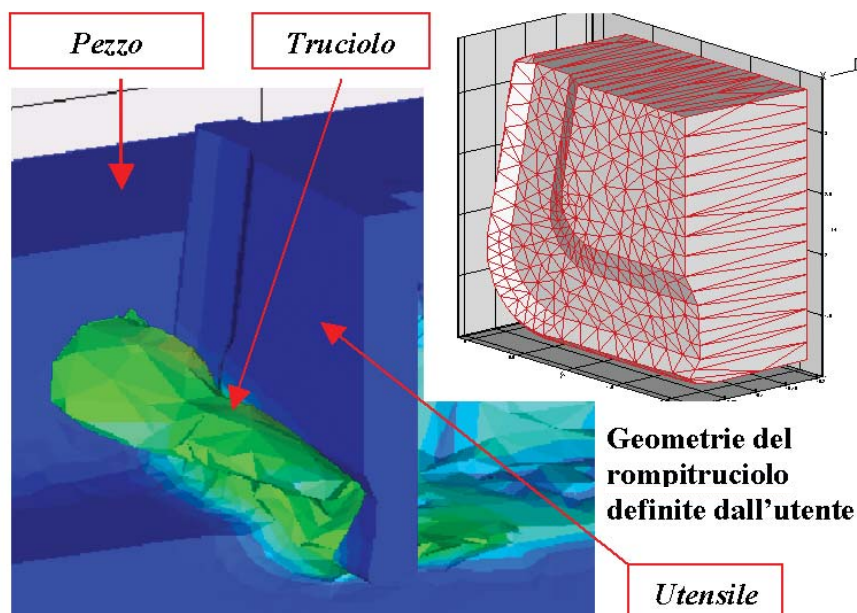 Pezzo
Truciolo
Geometrie del
rompitruciolo
definite dall'utente
Utensile